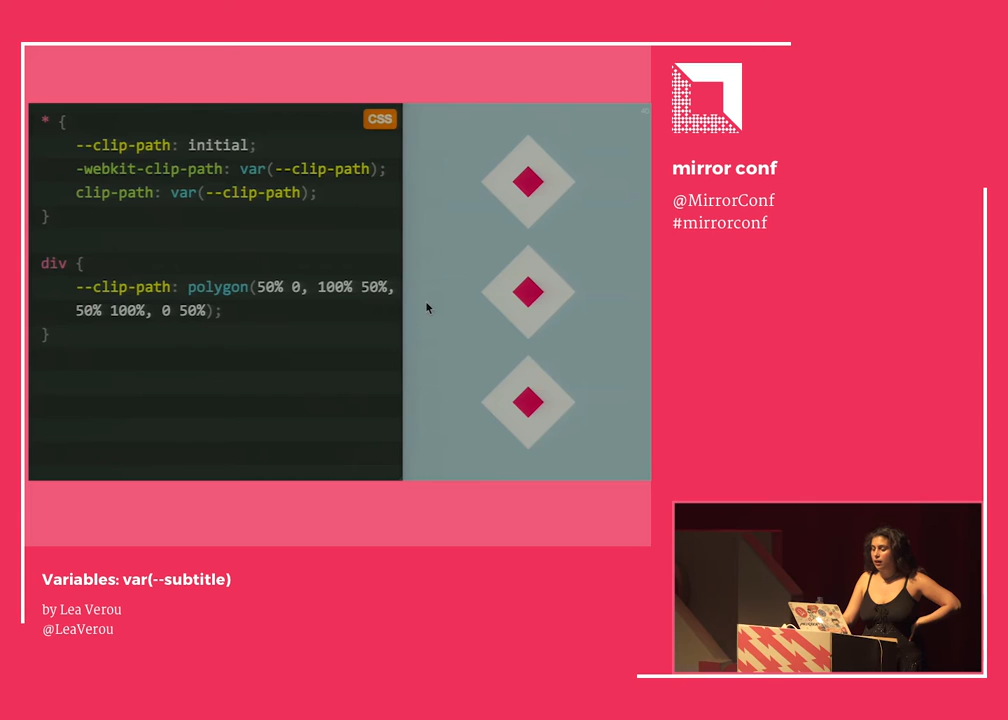 * {
--clip-path: initial;
-webkit-clip-path: var(--clip-path);
clip-path: var(--clip-path);
}
div {
--clip-path: polygon(50% 0, 100% 50%,
50% 100%, 0 50%);
}
CSS
mirror conf
@MirrorConf
#mirrorconf
Variables: var(--subtitle)
by Lea Verou
@LeaVerou